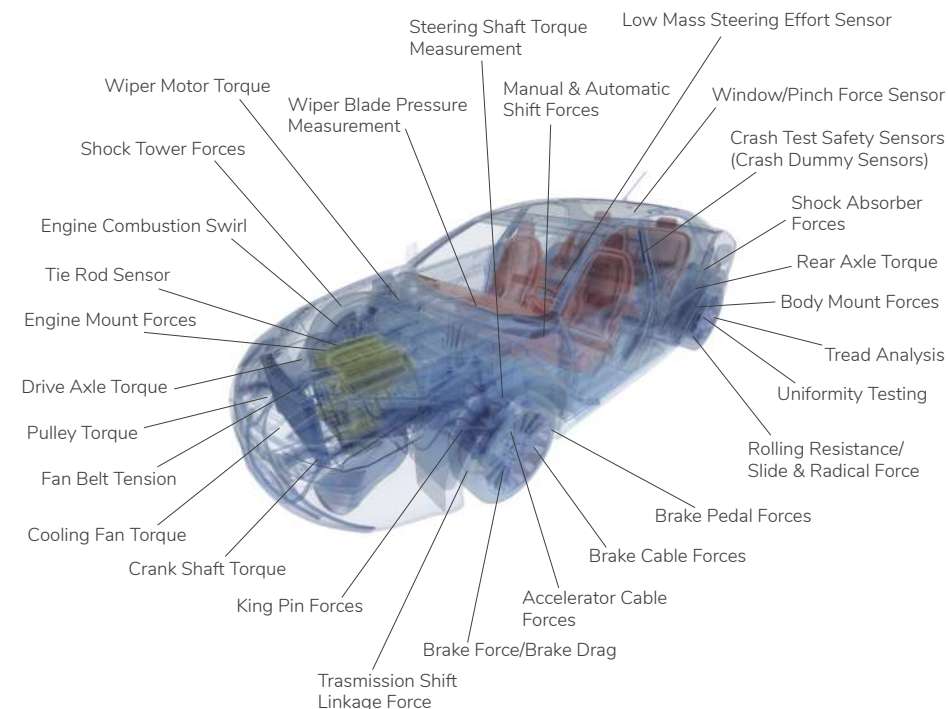 Steering Shaft Torque
Measurement
Low Mass Steering Effort Sensor
Wiper Motor Torque
Wiper Blade Pressure
Measurement
Manual & Automatic
Shift Forces
Window/Pinch Force Sensor
Crash Test Safety Sensors
(Crash Dummy Sensors)
Shock Tower Forces
Shock Absorber
Forces
Engine Combustion Swirl
Rear Axle Torque
Tie Rod Sensor
Body Mount Forces
Engine Mount Forces
Tread Analysis
Drive Axle Torque
Uniformity Testing
Pulley Torque
Rolling Resistance/
Slide & Radical Force
Fan Belt Tension
Brake Pedal Forces
Cooling Fan Torque
Brake Cable Forces
Crank Shaft Torque
King Pin Forces
Accelerator Cable
Forces
Brake Force/Brake Drag
Trasmission Shift
Linkage Force